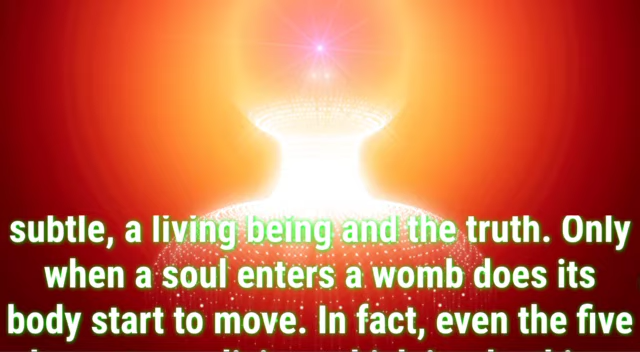 subtle, a living being and the truth. Only
when a soul enters a womb does its
body start to move. In fact, even the five